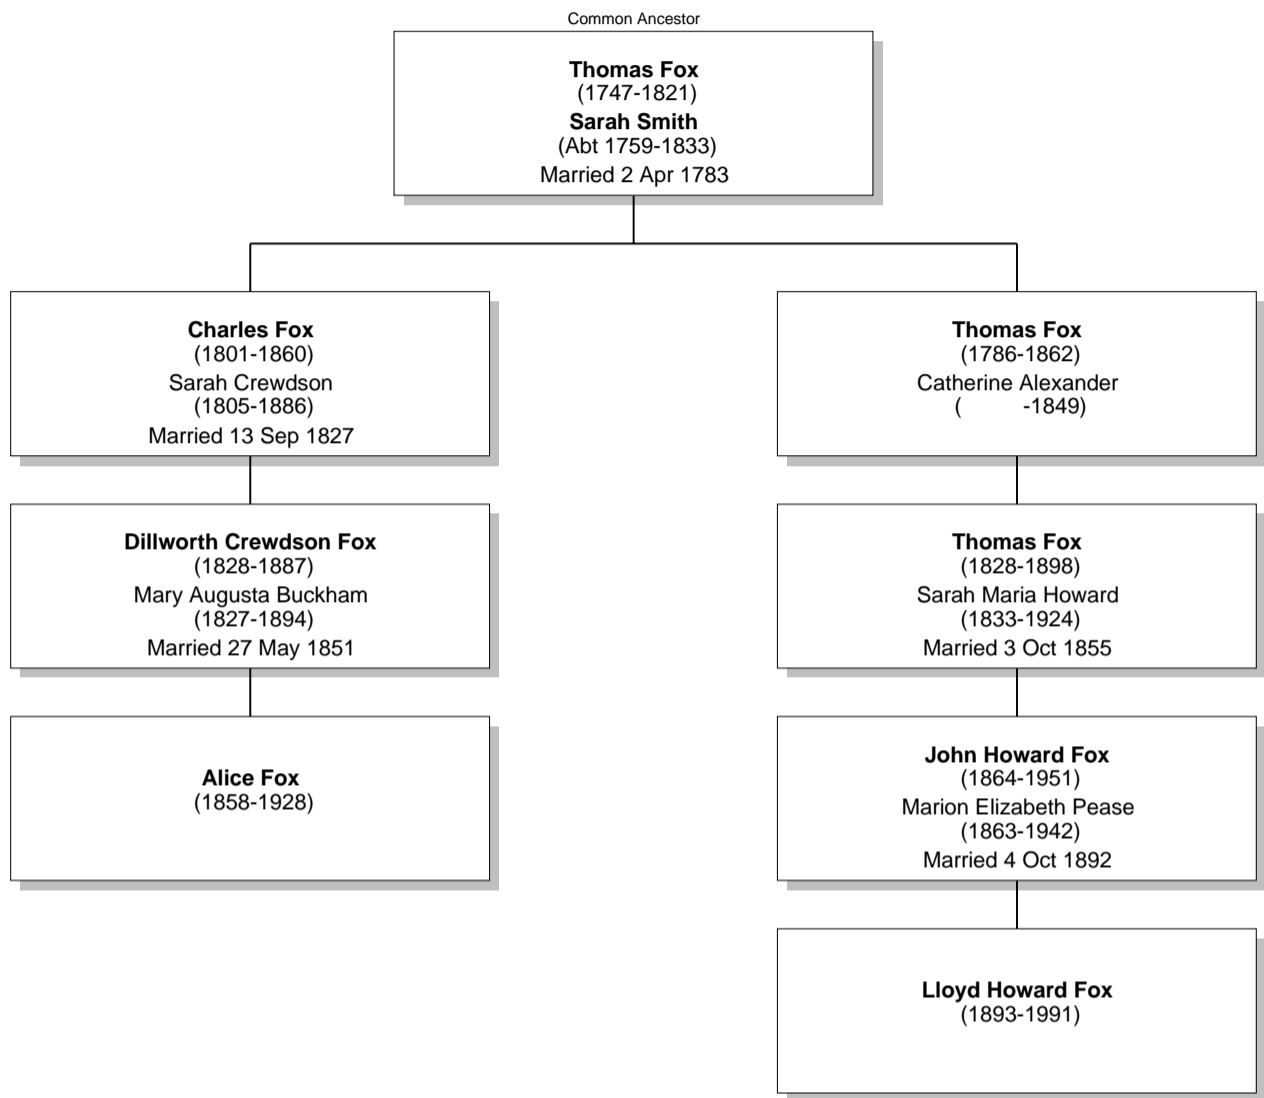 Common Ancestor
Thomas Fox
(1747-1821)
Sarah Smith
(Abt 1759-1833)
Married 2 Apr 1783
Charles Fox
(1801-1860)
Sarah Crewdson
(1805-1886)
Married 13 Sep 1827
Thomas Fox
(1786-1862)
Catherine Alexander
(          -1849)
Dillworth Crewdson Fox
(1828-1887)
Mary Augusta Buckham
(1827-1894)
Married 27 May 1851
Thomas Fox
(1828-1898)
Sarah Maria Howard
(1833-1924)
Married 3 Oct 1855
Alice Fox
(1858-1928)
John Howard Fox
(1864-1951)
Marion Elizabeth Pease
(1863-1942)
Married 4 Oct 1892
Lloyd Howard Fox
(1893-1991)